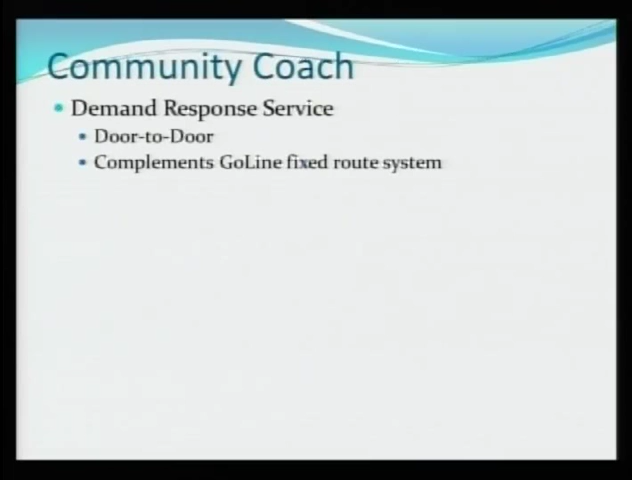 Community Coach
Demand Response Service
Door-to-Door
Complements GoLine fixed route system